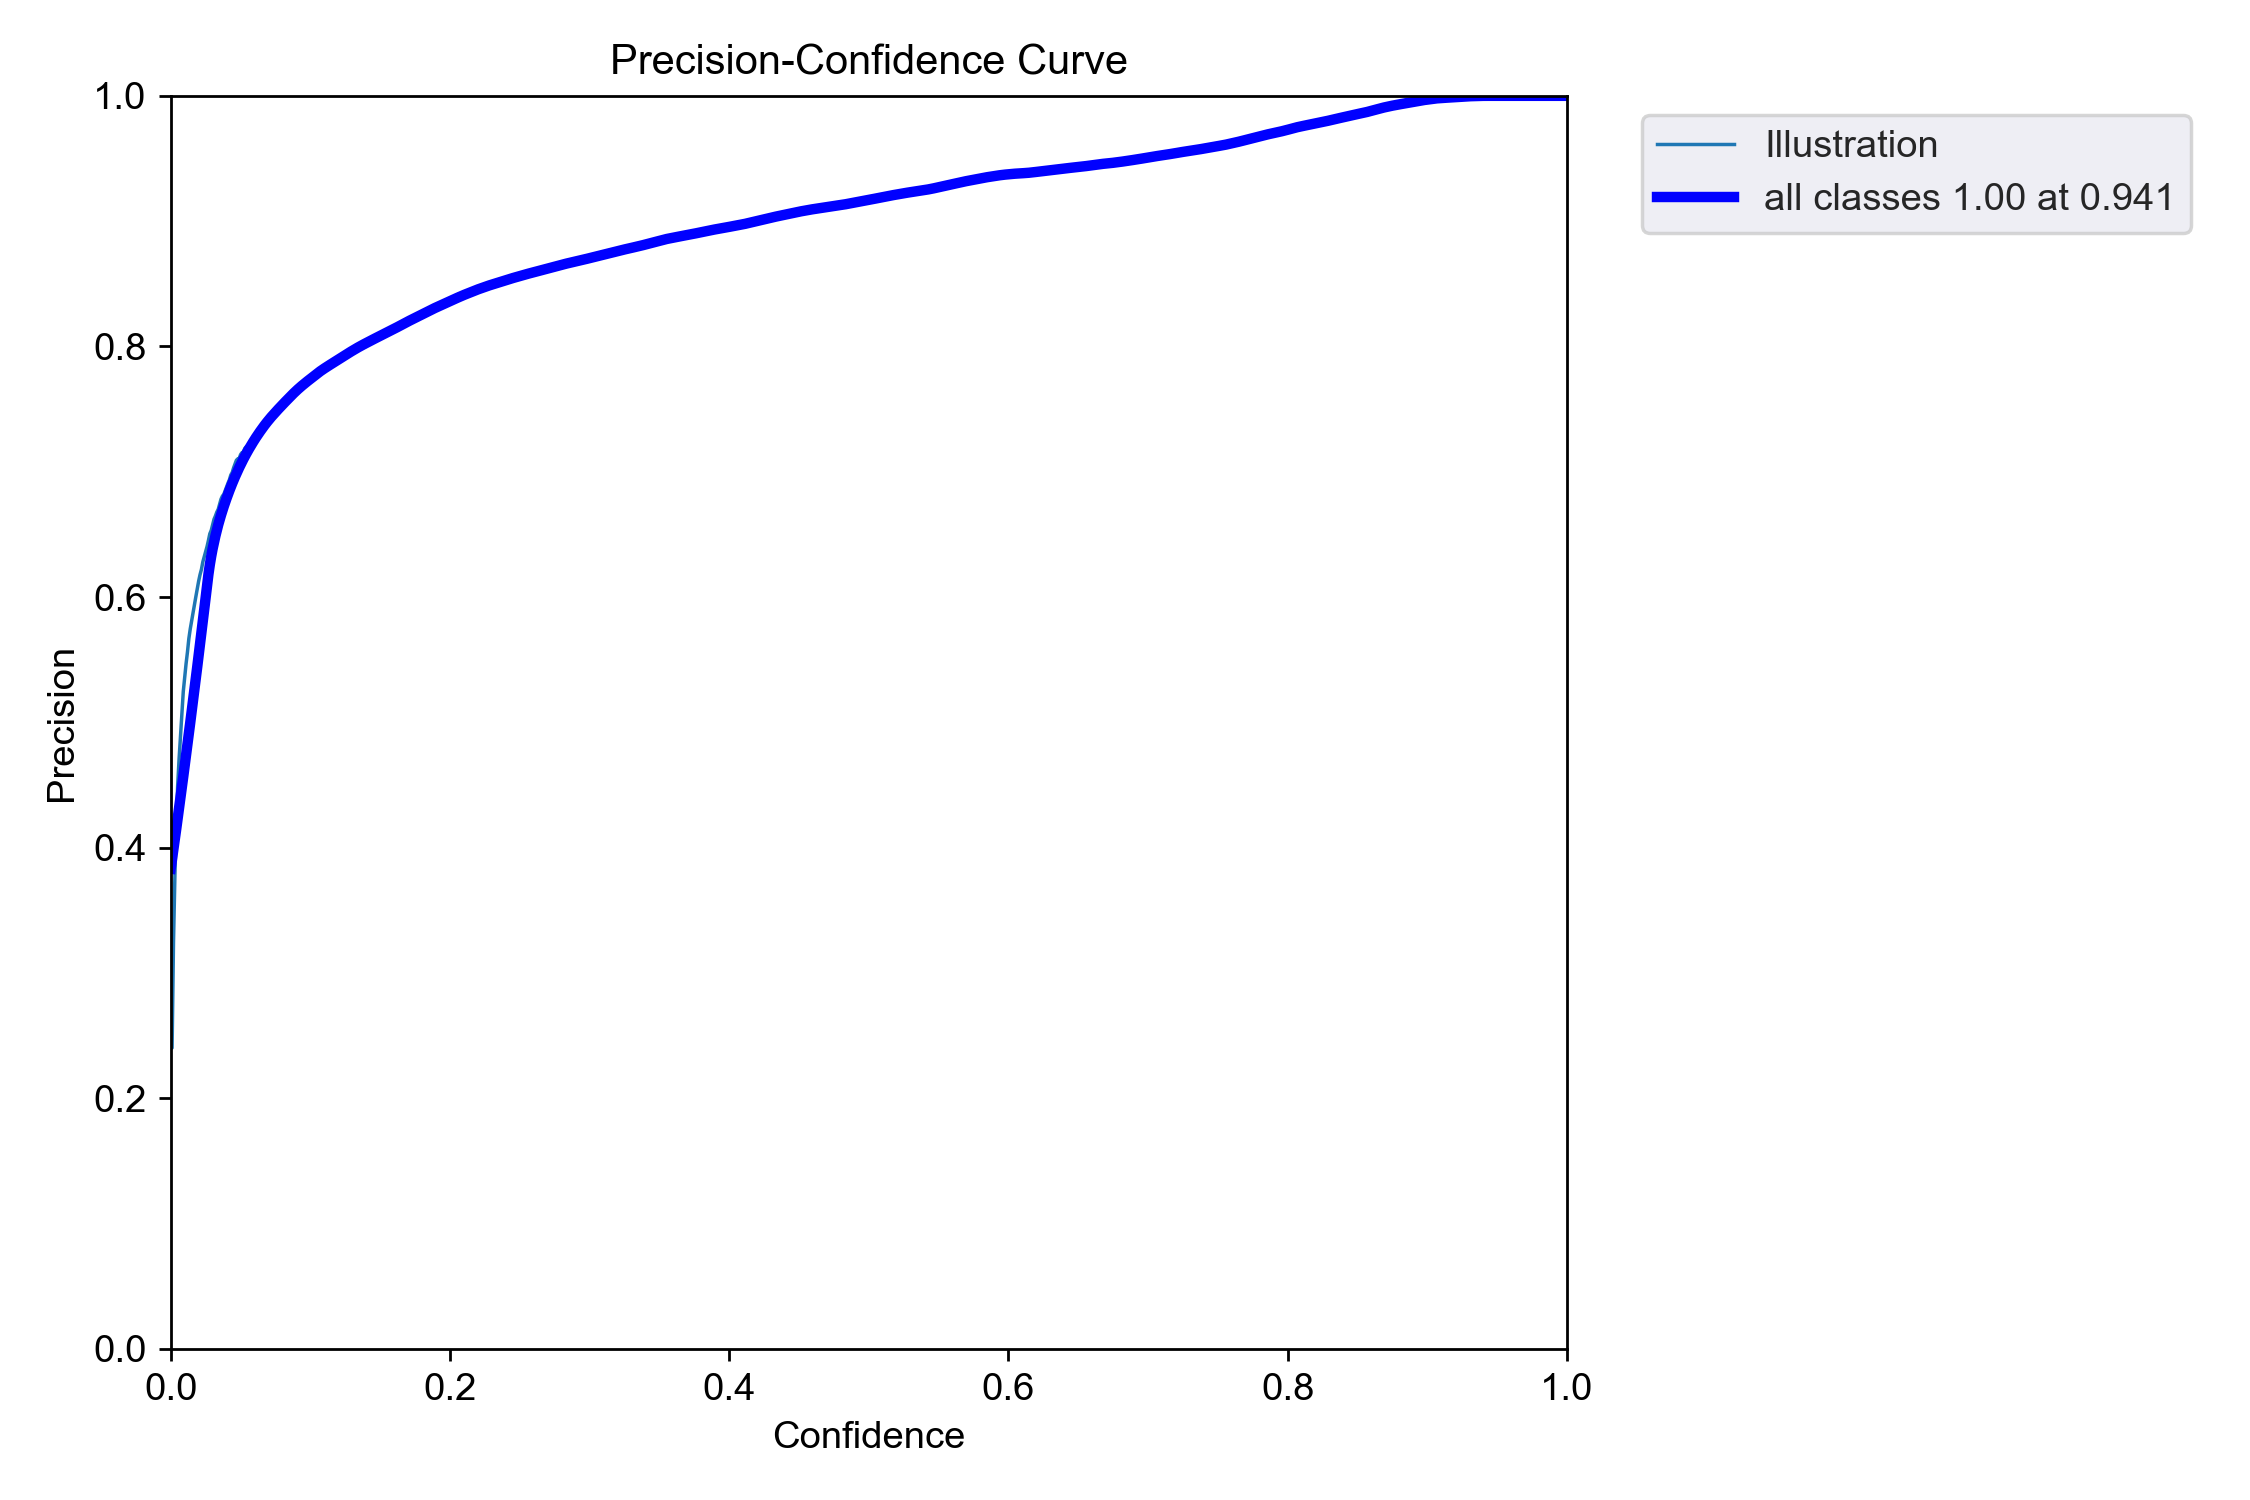 Precision-Confidence Curve
1.0
0.8
0.6
0.4
0.2
0.0
Precision
0.0 0.2 0.4 0.6 0.8 1.0
Confidence
Illustration
all classes 1.00 at 0.941